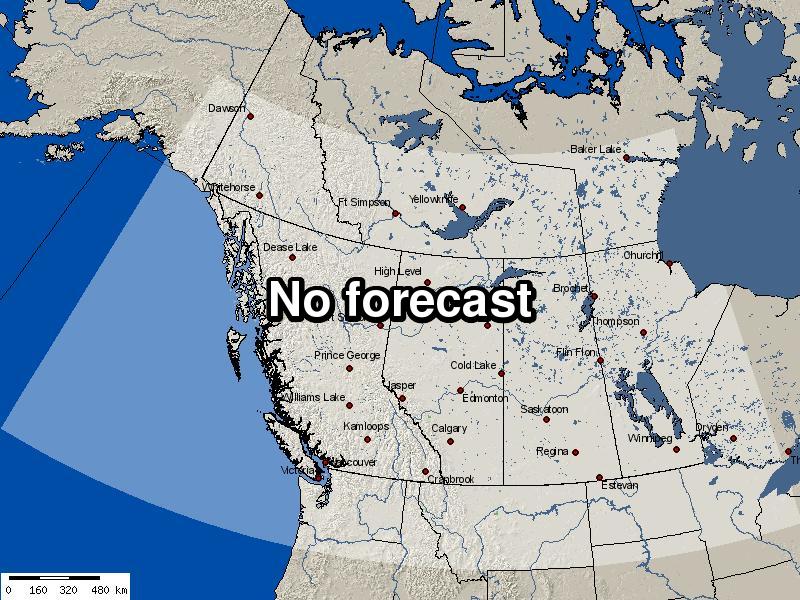 Dawson
Baker Lake
Whitehorse
Ft Simpson
Yellowknife
Dease Lake
Churchill
High Level
Brochet
No forecast
Thompson
Prince George
Flin Flon
Cold Lake
Jasper
Williams Lake
Edmonton
Saskatoon
Kamloops
Calgary
Dryden
Winnipeg
Regina
Vancouver
Victoria
Cranbrook
Estevan
0 160 320 480 km